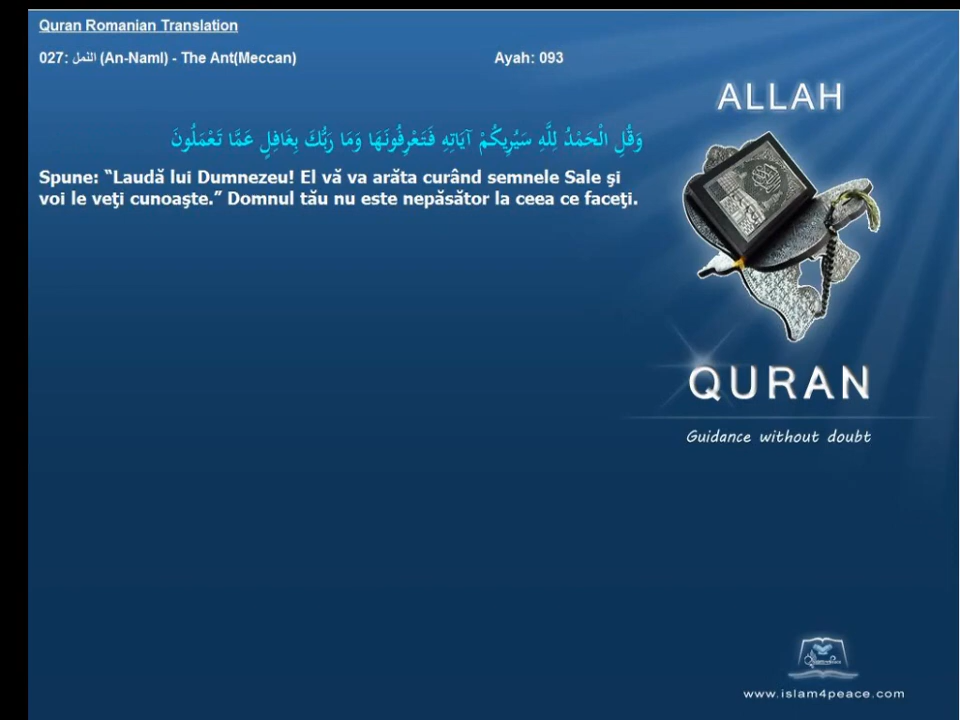 Quran Romanian Translation
027: النمل (An-Naml) - The Ant(Meccan) Ayah: 093
وَقُلِ الْحَمْدُ لِلَّهِ سَيُرِيكُمْ آيَاتِهِ فَتَعْرِفُونَهَا وَمَا رَبُّكَ بِغَافِلٍ عَمَّا تَعْمَلُونَ
Spune: “Laudă lui Dumnezeu! El vă va arăta curând semnele Sale şi
voi le veţi cunoaşte.” Domnul tău nu este nepăsător la ceea ce faceţi.
ALLAH
QURAN
Guidance without doubt
www.islam4peace.com